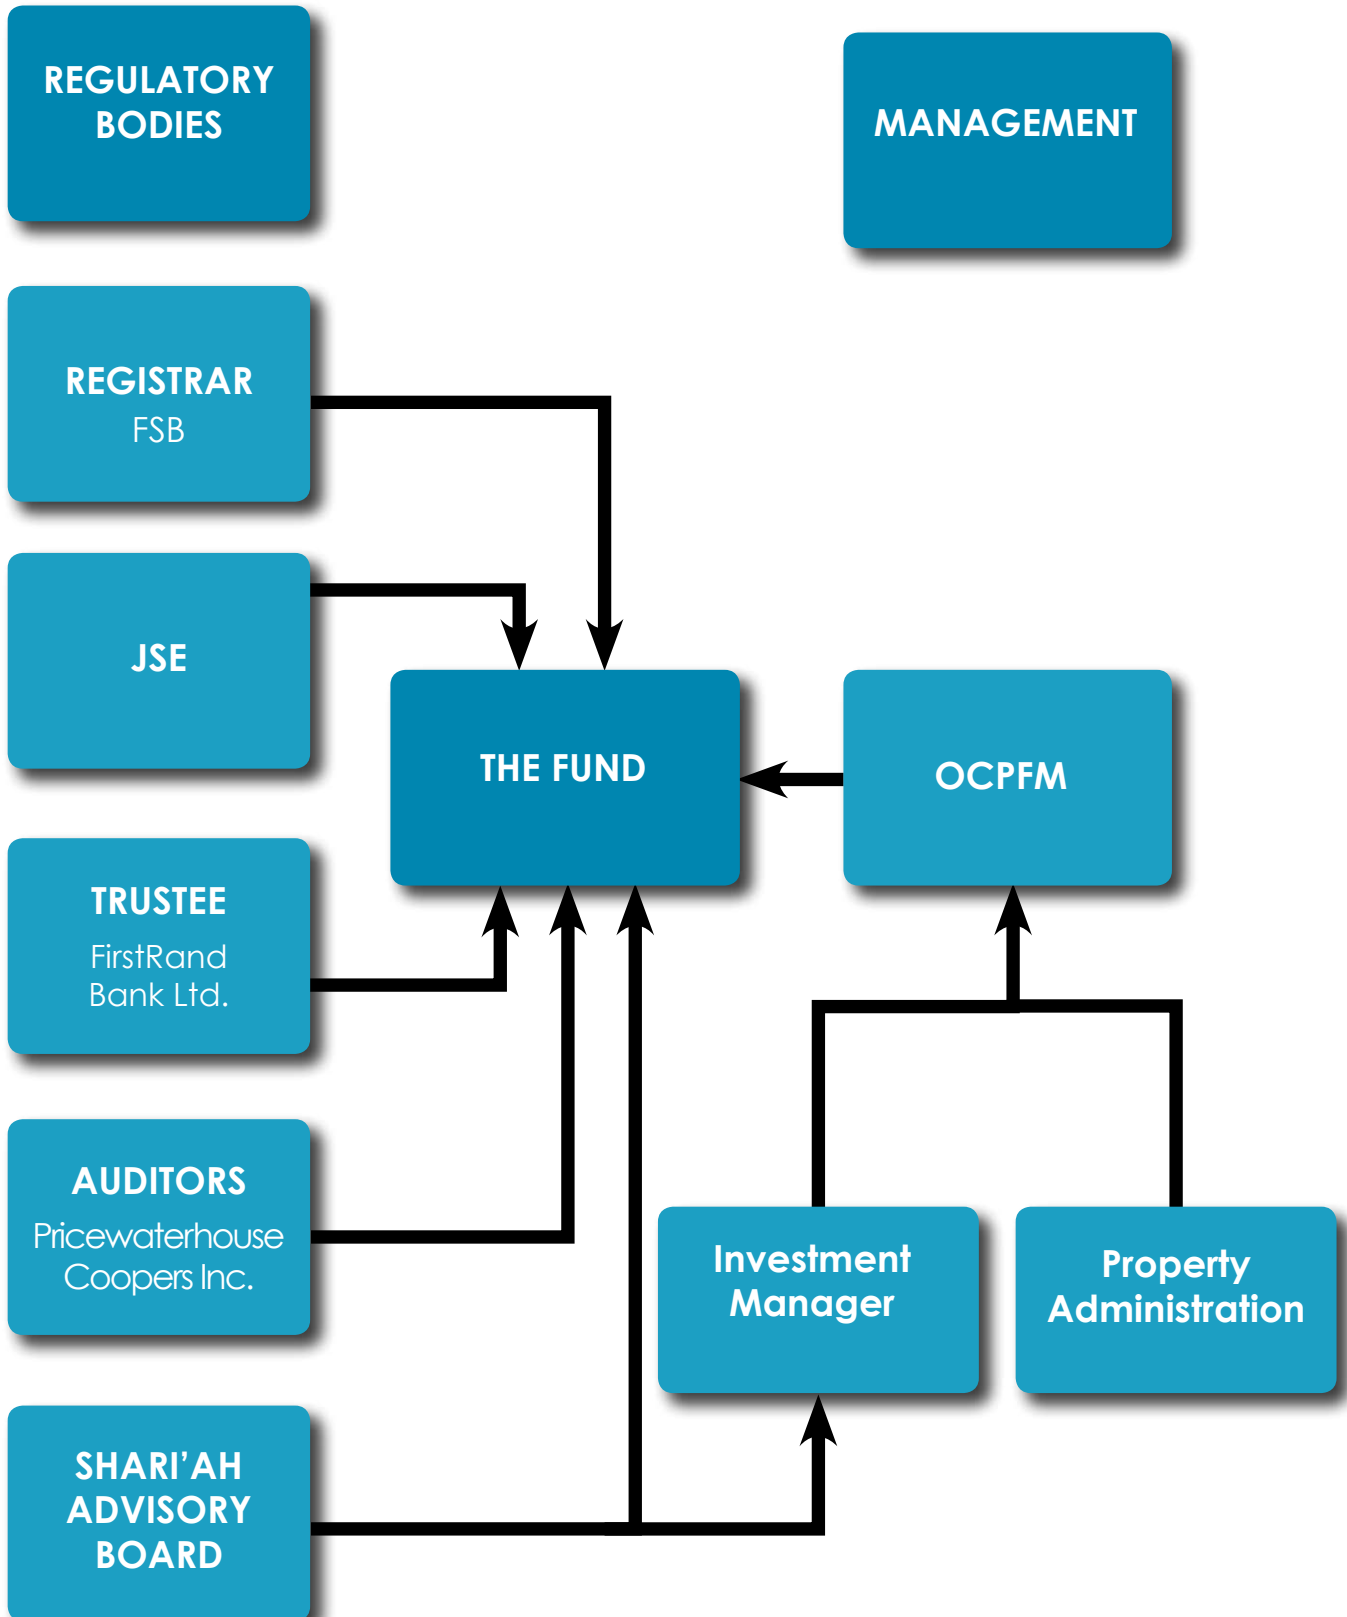 REGULATORY
BODIES
MANAGEMENT
REGISTRAR
FSB
JSE
THE FUND
OCPFM
TRUSTEE
FirstRand
Bank Ltd.
AUDITORS
Pricewaterhouse
Coopers Inc.
Investment
Manager
Property
Administration
SHARI’AH
ADVISORY
BOARD